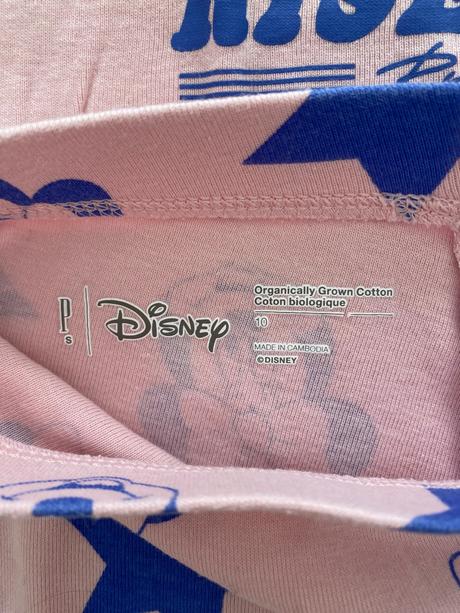 P
S
Disney
Organically Grown Cotton
Coton biologique
10
MADE IN CAMBODIA
©DISNEY